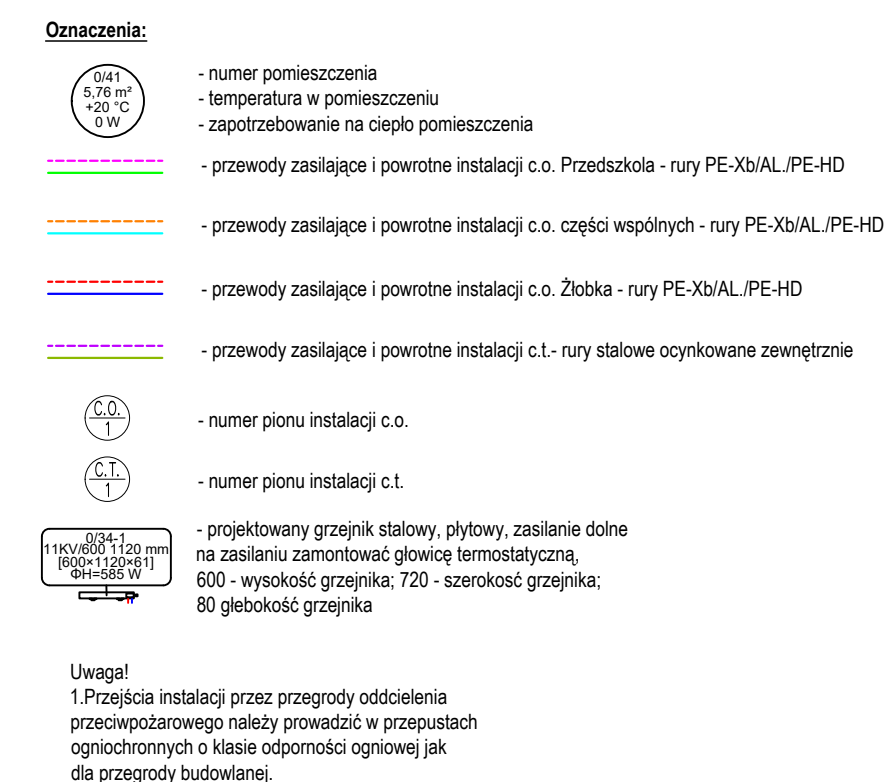 Oznaczenia:
0/41
5,76 m²
+20 °C
0 W
- numer pomieszczenia
- temperatura w pomieszczeniu
- zapotrzebowanie na ciepło pomieszczenia
- przewody zasilające i powrotne instalacji c.o. Przedszkola - rury PE-Xb/AL./PE-HD
- przewody zasilające i powrotne instalacji c.o. części wspólnych - rury PE-Xb/AL./PE-HD
- przewody zasilające i powrotne instalacji c.o. Żłobka - rury PE-Xb/AL./PE-HD
- przewody zasilające i powrotne instalacji c.t.- rury stalowe ocynkowane zewnętrznie
C.O.
1
- numer pionu instalacji c.o.
C.T.
1
- numer pionu instalacji c.t.
0/34-1
11KV/600 1120 mm
[600×1120×61]
ΦH=585 W
- projektowany grzejnik stalowy, płytowy, zasilanie dolne
na zasilaniu zamontować głowicę termostatyczną,
600 - wysokość grzejnika; 720 - szerokosć grzejnika;
80 głebokość grzejnika
Uwaga!
1.Przejścia instalacji przez przegrody oddcielenia
przeciwpożarowego należy prowadzić w przepustach
ogniochronnych o klasie odporności ogniowej jak
dla przegrody budowlanej.